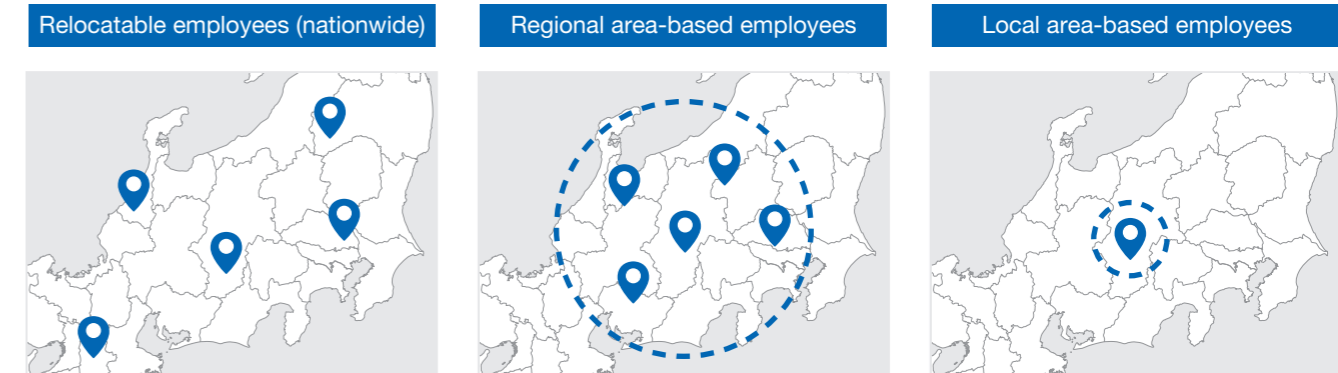 Relocatable employees (nationwide)
Regional area-based employees
Local area-based employees